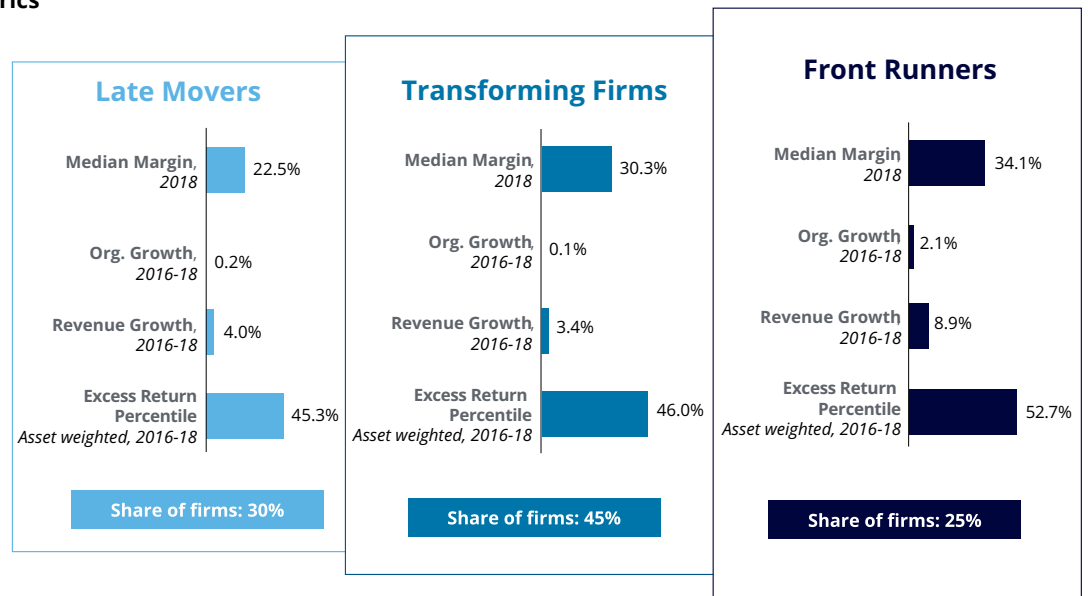 rics
Late Movers
Median Margin,
2018
22.5%
Org. Growth,
2016-18
0.2%
Revenue Growth,
2016-18
4.0%
Excess Return
Percentile
Asset weighted, 2016-18
45.3%
Share of firms: 30%
Transforming Firms
Median Margin,
2018
30.3%
Org. Growth,
2016-18
0.1%
Revenue Growth,
2016-18
3.4%
Excess Return
Percentile
Asset weighted, 2016-18
46.0%
Share of firms: 45%
Front Runners
Median Margin,
2018
34.1%
Org. Growth,
2016-18
2.1%
Revenue Growth,
2016-18
8.9%
Excess Return
Percentile
Asset weighted, 2016-18
52.7%
Share of firms: 25%